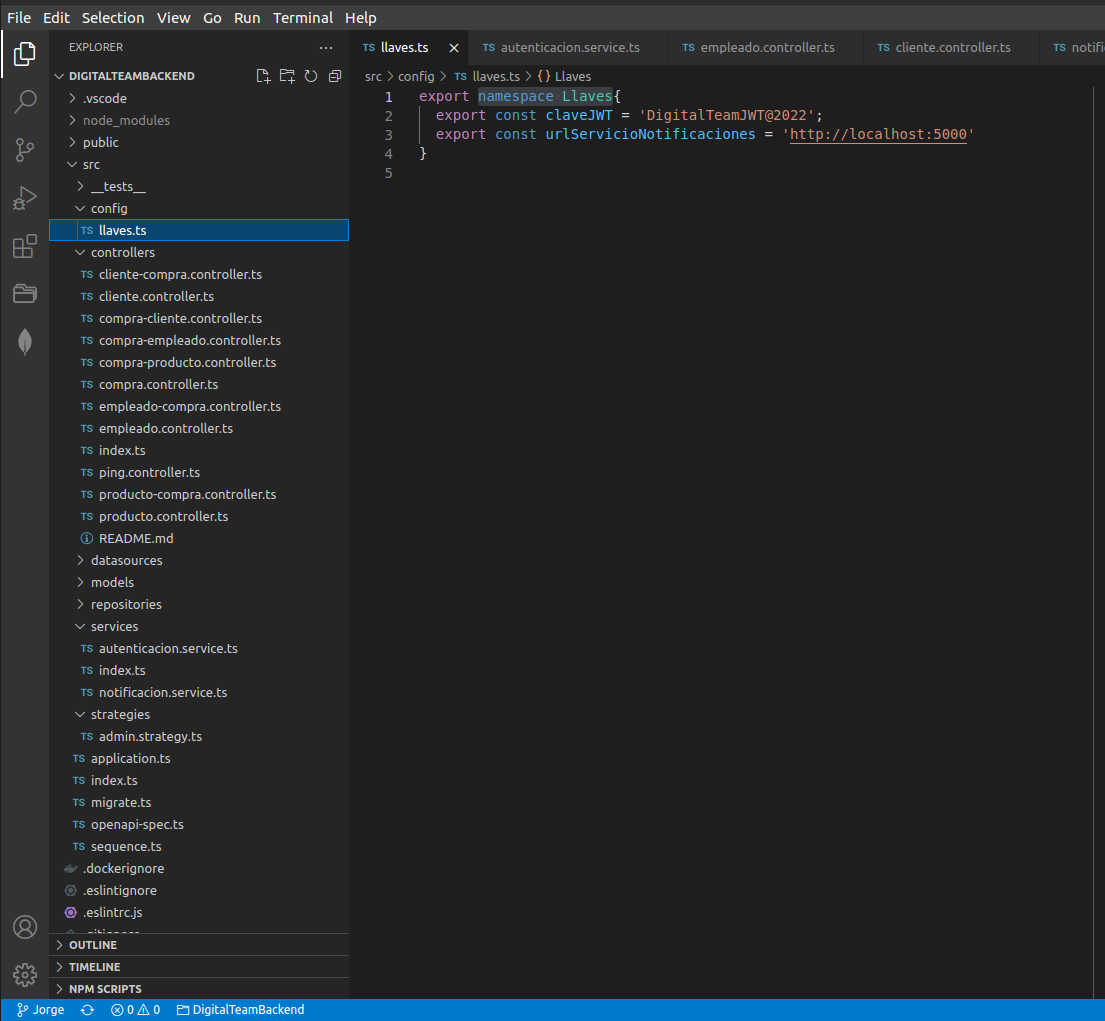 File Edit Selection View Go Run Terminal Help
EXPLORER ···
TS llaves.ts
TS autenticacion.service.ts
TS empleado.controller.ts
TS cliente.controller.ts
TS notifi
DIGITALTEAMBACKEND
.vscode
node_modules
public
src
__tests__
config
TS llaves.ts
controllers
TS cliente-compra.controller.ts
TS cliente.controller.ts
TS compra-cliente.controller.ts
TS compra-empleado.controller.ts
TS compra-producto.controller.ts
TS compra.controller.ts
TS empleado-compra.controller.ts
TS empleado.controller.ts
TS index.ts
TS ping.controller.ts
TS producto-compra.controller.ts
TS producto.controller.ts
README.md
datasources
models
repositories
services
TS autenticacion.service.ts
TS index.ts
TS notificacion.service.ts
strategies
TS admin.strategy.ts
TS application.ts
TS index.ts
TS migrate.ts
TS openapi-spec.ts
TS sequence.ts
.dockerignore
.eslintignore
.eslintrc.js
OUTLINE
TIMELINE
NPM SCRIPTS
src > config > TS llaves.ts > {} Llaves
1 export namespace Llaves{
2 export const claveJWT = 'DigitalTeamJWT@2022';
3 export const urlServicioNotificaciones = 'http://localhost:5000'
4 }
5
Jorge 0 0 DigitalTeamBackend